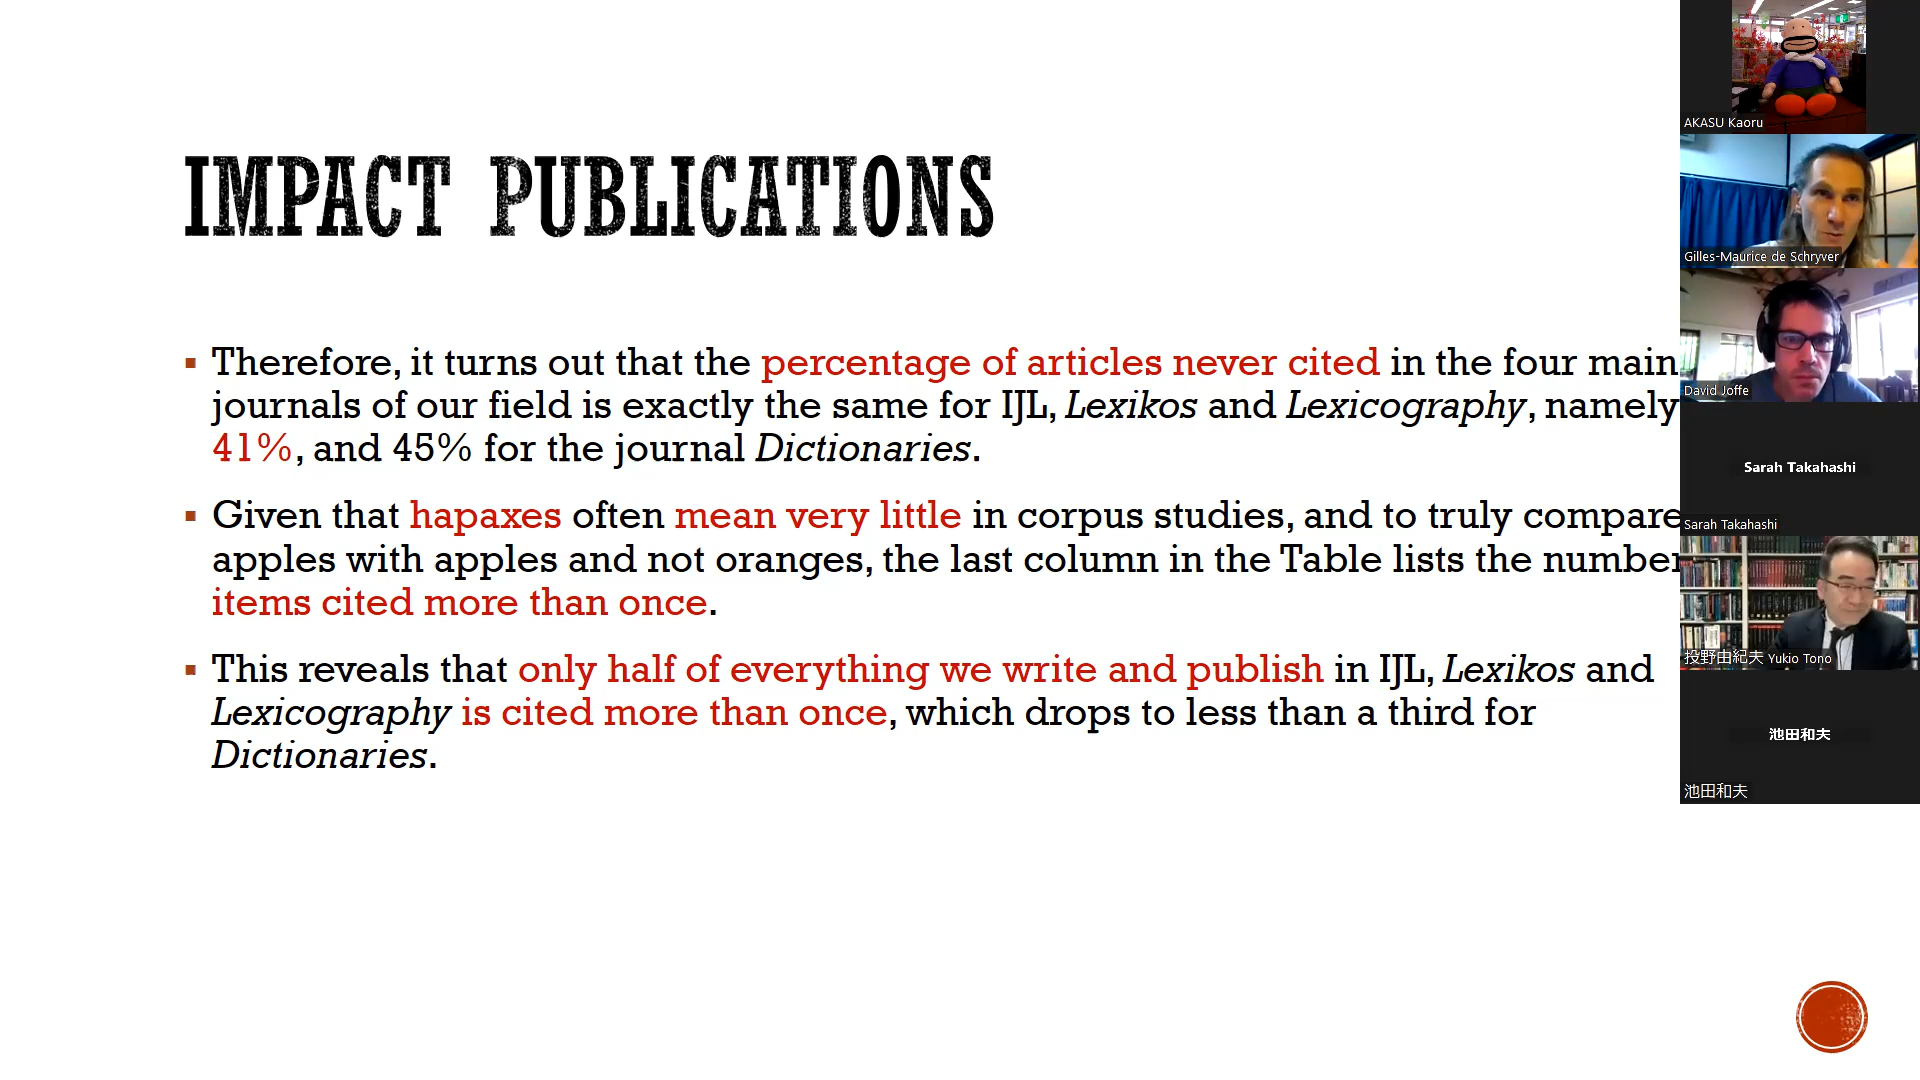 IMPACT PUBLICATIONS
▪ Therefore, it turns out that the percentage of articles never cited in the four main
journals of our field is exactly the same for IJL, Lexikos and Lexicography, namely
41%, and 45% for the journal Dictionaries.
▪ Given that hapaxes often mean very little in corpus studies, and to truly compare
apples with apples and not oranges, the last column in the Table lists the number
items cited more than once.
▪ This reveals that only half of everything we write and publish in IJL, Lexikos and
Lexicography is cited more than once, which drops to less than a third for
Dictionaries.
AKASU Kaoru
Gilles-Maurice de Schryver
David Joffe
Sarah Takahashi
Sarah Takahashi
投野由紀夫 Yukio Tono
池田和夫
池田和夫